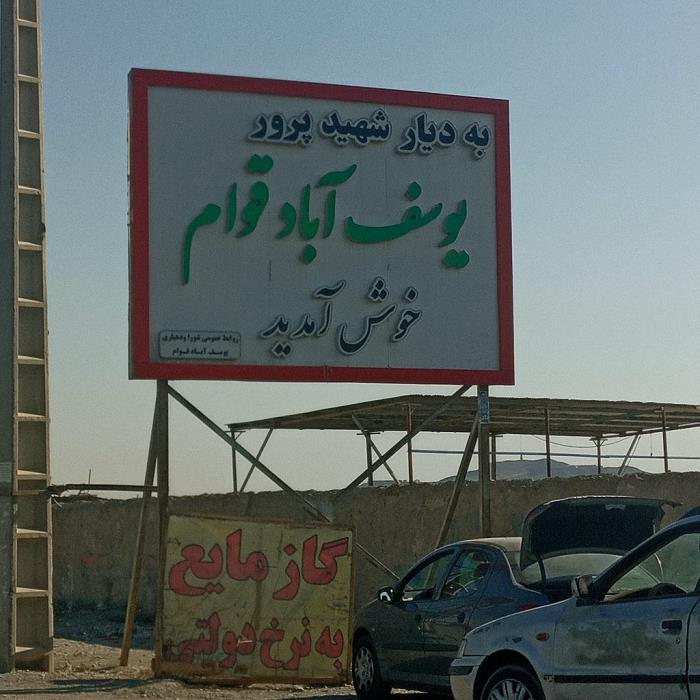 به دیار شهید پرور
یوسف آباد قوام
خوش آمدید
روابط عمومی شورا ودهیاری
یوسف آباد قوام
گاز مایع
به نرخ دولتی